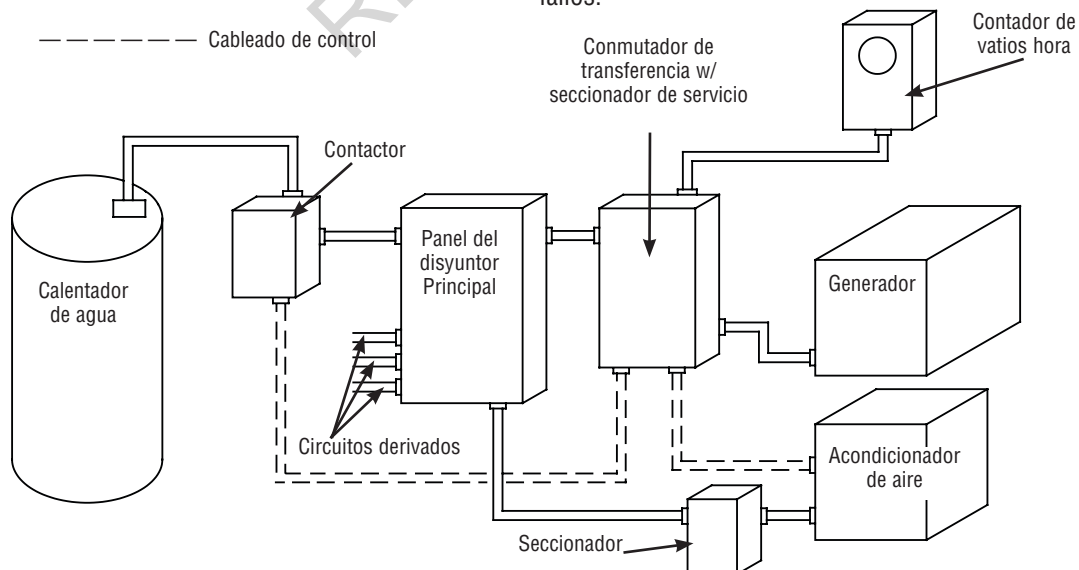 fallos.
Cableado de control
Conmutador de
transferencia w/
seccionador de servicio
Contador de
vatios hora
Contactor
Panel del
disyuntor
Principal
Calentador
de agua
Generador
Circuitos derivados
Acondicionador
de aire
Seccionador